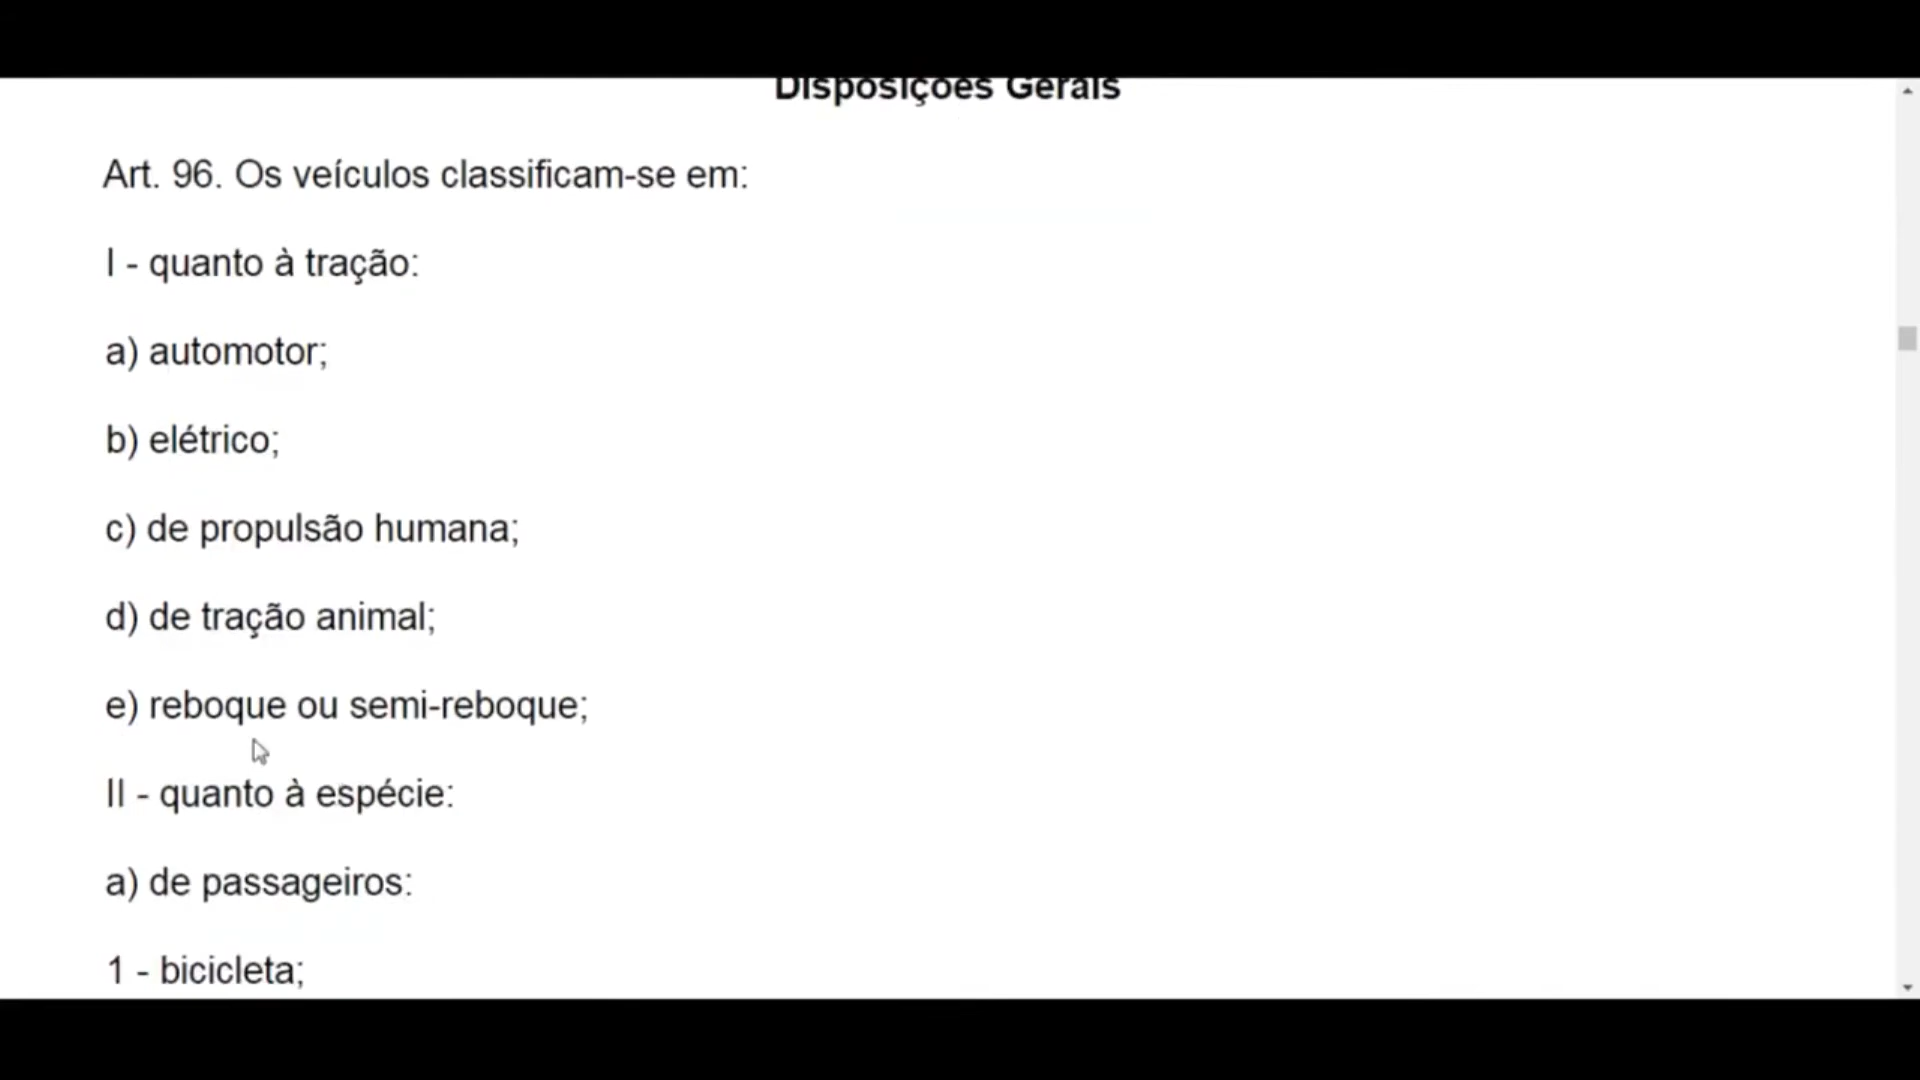 Disposições Gerais
Art. 96. Os veículos classificam-se em:
I - quanto à tração:
a) automotor;
b) elétrico;
c) de propulsão humana;
d) de tração animal;
e) reboque ou semi-reboque;
II - quanto à espécie:
a) de passageiros:
1 - bicicleta;